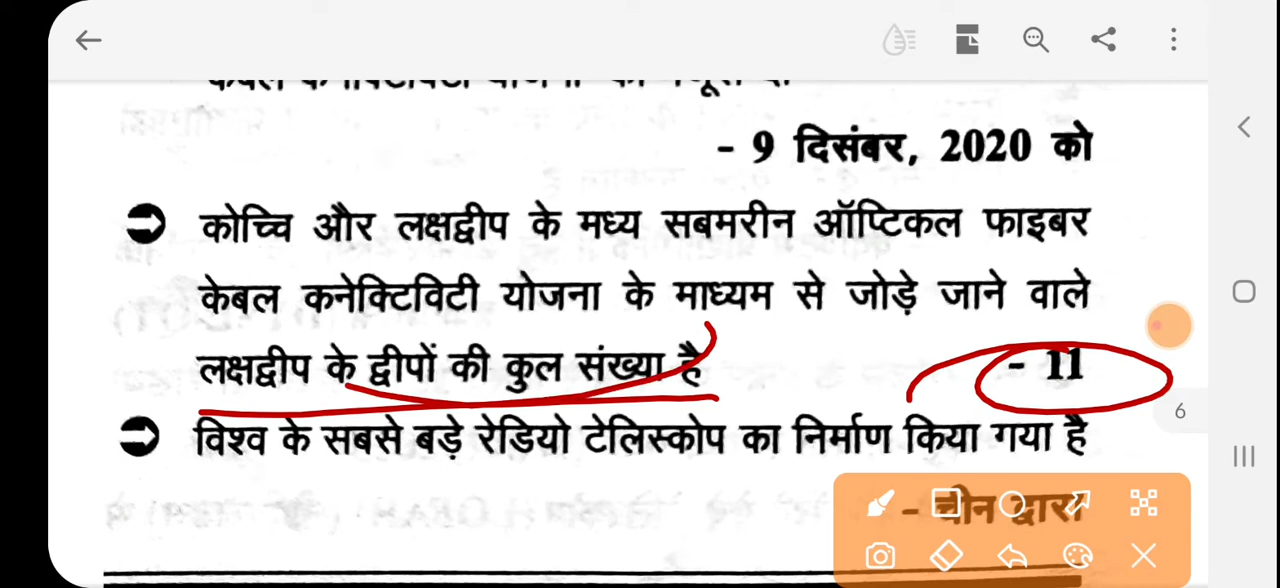 - 9 दिसंबर, 2020 को
कोच्चि और लक्षद्वीप के मध्य सबमरीन ऑप्टिकल फाइबर
केबल कनेक्टिविटी योजना के माध्यम से जोड़े जाने वाले
लक्षद्वीप के द्वीपों की कुल संख्या है - 11
6
विश्व के सबसे बड़े रेडियो टेलिस्कोप का निर्माण किया गया है
- चीन द्वारा